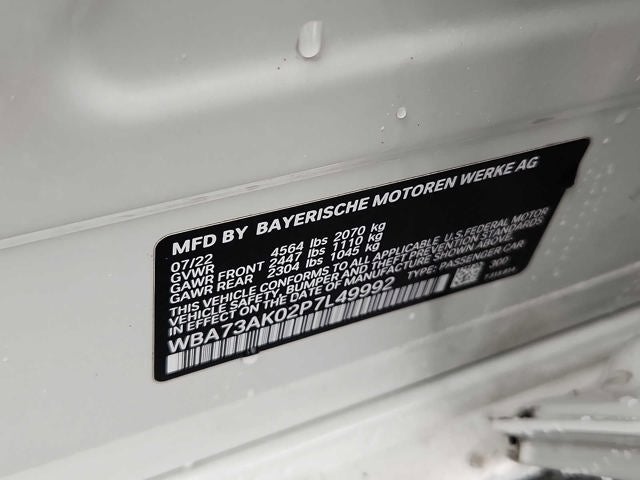 MFD BY BAYERISCHE MOTOREN WERKE AG
07/22
GVWR 4564 lbs 2070 kg
GAWR FRONT 2447 lbs 1110 kg
GAWR REAR 2304 lbs 1045 kg
THIS VEHICLE CONFORMS TO ALL APPLICABLE U.S. FEDERAL MOTOR
VEHICLE SAFETY, BUMPER AND THEFT PREVENTION STANDARDS
IN EFFECT ON THE DATE OF MANUFACTURE SHOWN ABOVE.
WBA73AK02P7L49992 TYPE: PASSENGER CAR
300